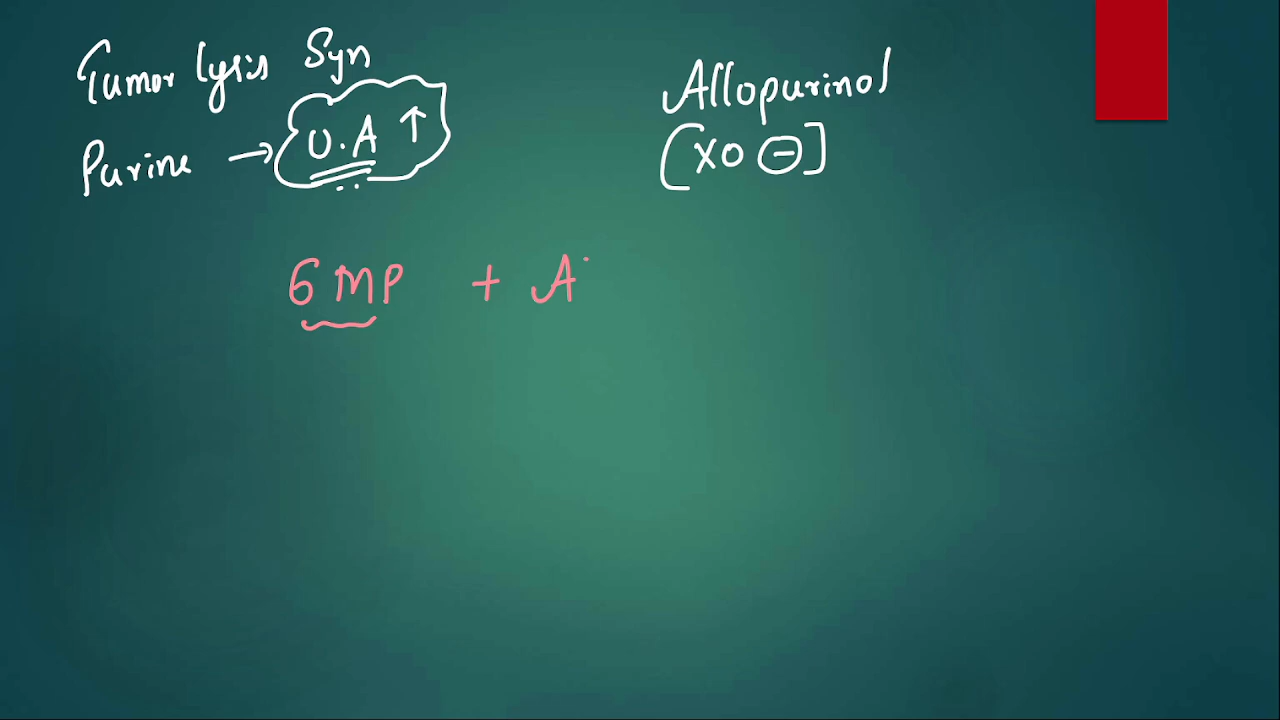 Tumor lysis Syn
Purine → U.A ↑
Allopurinol
[XO ⊖]
6 MP + A